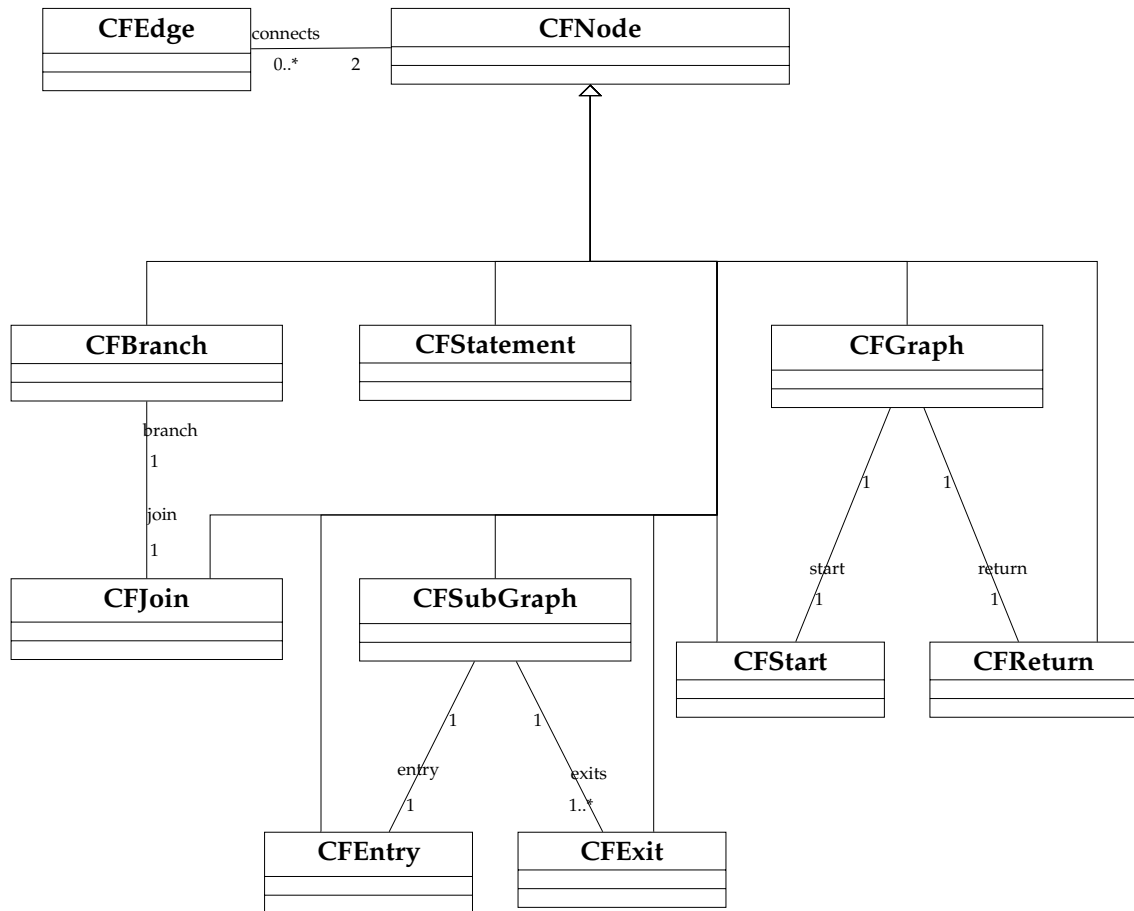 CFEdge
connects
CFNode
0..*
2
CFBranch
CFStatement
CFGraph
branch
1
1
1
join
1
start
return
CFJoin
CFSubGraph
1
1
CFStart
CFReturn
1
1
entry
exits
1
1..*
CFEntry
CFExit